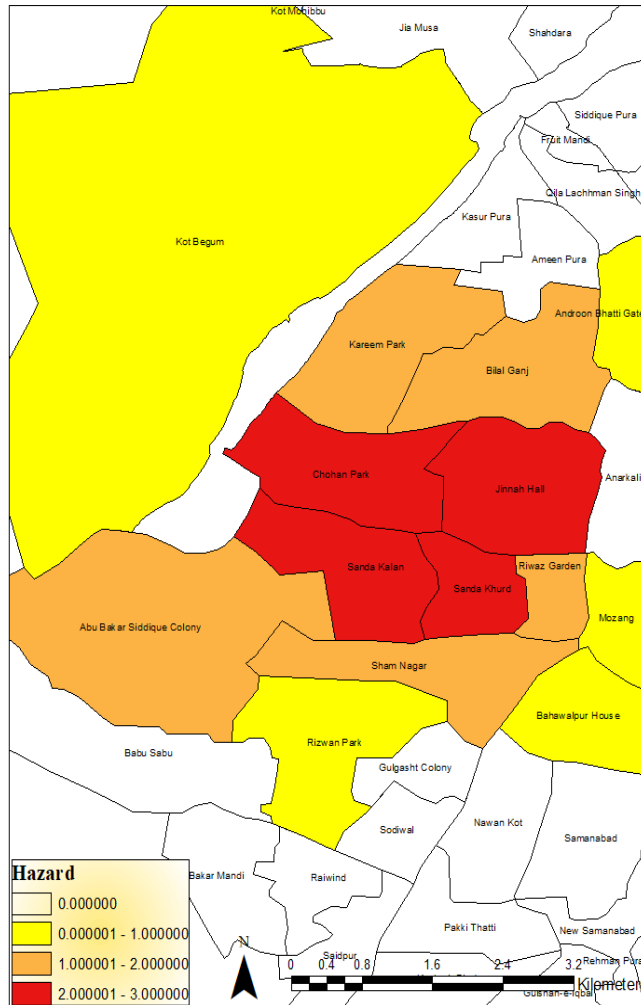 Kot Mohibbu
Jia Musa
Shahdara
Siddique Pura
Fruit Mandi
Qila Lachhman Singh
Kasur Pura
Kot Begum
Ameen Pura
Androon Bhatti Gate
Kareem Park
Bilal Ganj
Chohan Park
Anarkali
Jinnah Hall
Sanda Kalan
Riwaz Garden
Sanda Khurd
Mozang
Abu Bakar Siddique Colony
Sham Nagar
Bahawalpur House
Rizwan Park
Babu Sabu
Gulgasht Colony
Nawan Kot
Sodiwal
Samanabad
Bakar Mandi
Raiwind
Pakki Thatti
New Samanabad
Saidpur
Rehman Pura
Gulshan-e-Iqbal
Hazard
0.000000
0.000001 - 1.000000
1.000001 - 2.000000
2.000001 - 3.000000
N
0 0.4 0.8 1.6 2.4 3.2
Kilometers